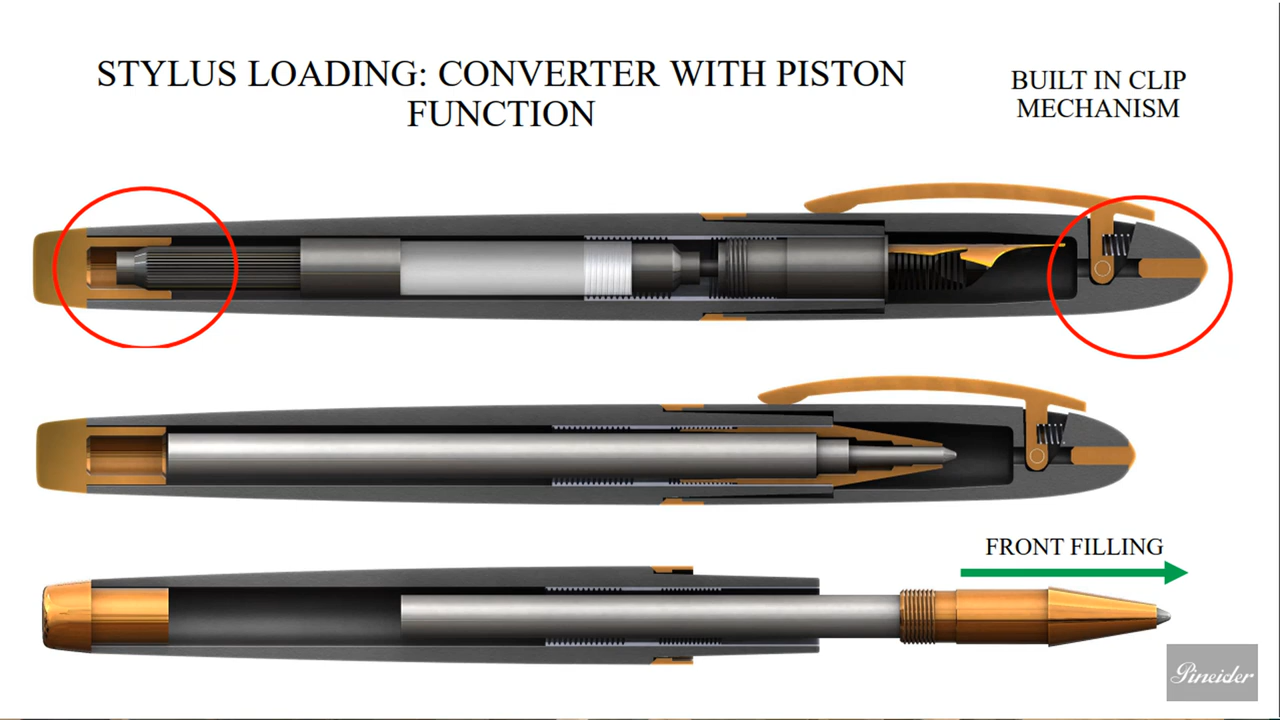 STYLUS LOADING: CONVERTER WITH PISTON
FUNCTION
BUILT IN CLIP
MECHANISM
FRONT FILLING
Pineider